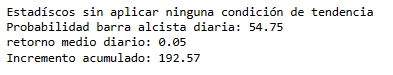 Estadíscos sin aplicar ninguna condición de tendencia
Probabilidad barra alcista diaria: 54.75
retorno medio diario: 0.05
Incremento acumulado: 192.57